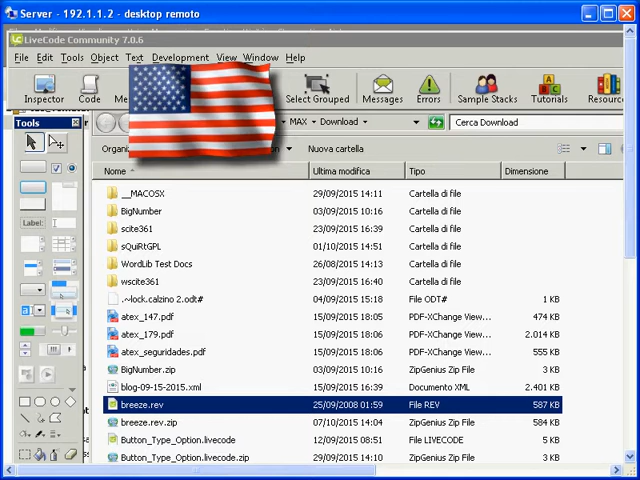 Server - 192.1.1.2 - desktop remoto
LiveCode Community 7.0.6
File Edit Tools Object Text Development View Window Help
Inspector Code Select Grouped Messages Errors Sample Stacks Tutorials
Tools
MAX Download Cerca Download
Nuova cartella
Nome Ultima modifica Tipo Dimensione
__MACOSX 29/09/2015 14:11 Cartella di file
BigNumber 03/09/2015 10:16 Cartella di file
scite361 23/09/2015 16:39 Cartella di file
sQuiRtGPL 01/10/2015 14:51 Cartella di file
WordLib Test Docs 26/08/2015 14:13 Cartella di file
wscite361 23/09/2015 16:40 Cartella di file
.~lock.calzino 2.odt# 04/09/2015 15:18 File ODT# 1 KB
atex_147.pdf 15/09/2015 18:05 PDF-XChange View... 474 KB
atex_179.pdf 15/09/2015 18:09 PDF-XChange View... 2.014 KB
atex_seguridades.pdf 15/09/2015 18:06 PDF-XChange View... 555 KB
BigNumber.zip 03/09/2015 10:16 ZipGenius Zip File 3 KB
blog-09-15-2015.xml 15/09/2015 16:39 Documento XML 2.401 KB
breeze.rev 25/09/2008 01:59 File REV 587 KB
breeze.rev.zip 07/10/2015 14:04 ZipGenius Zip File 584 KB
Button_Type_Option.livecode 12/09/2015 08:51 File LIVECODE 5 KB
Button_Type_Option.livecode.zip 03/09/2015 10:16 ZipGenius Zip File 3 KB
Label: